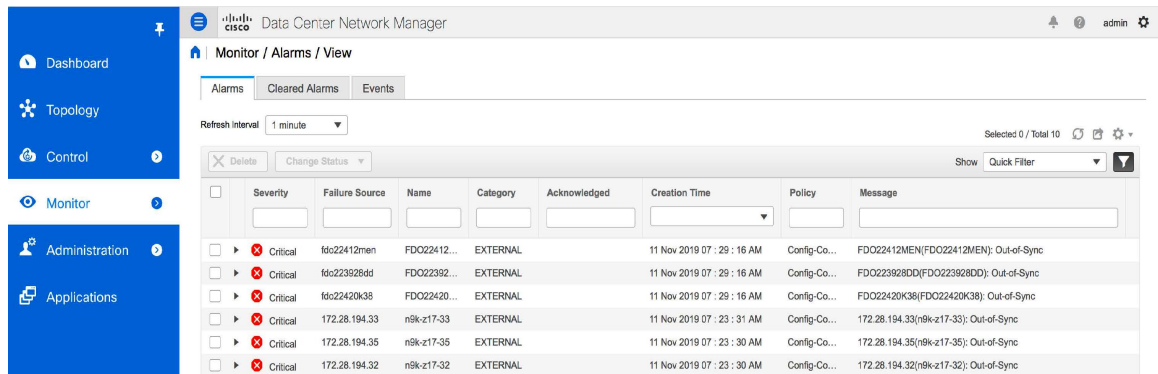 cisco Data Center Network Manager
admin
Dashboard
Topology
Control
Monitor
Administration
Applications
Monitor / Alarms / View
Alarms Cleared Alarms Events
Refresh Interval 1 minute
Selected 0 / Total 10
Delete Change Status Show Quick Filter
Severity Failure Source Name Category Acknowledged Creation Time Policy Message
Critical fdo22412men FDO22412... EXTERNAL 11 Nov 2019 07 : 29 : 16 AM Config-Co... FDO22412MEN(FDO22412MEN): Out-of-Sync
Critical fdo223928dd FDO22392... EXTERNAL 11 Nov 2019 07 : 29 : 16 AM Config-Co... FDO223928DD(FDO223928DD): Out-of-Sync
Critical fdo22420k38 FDO22420... EXTERNAL 11 Nov 2019 07 : 29 : 16 AM Config-Co... FDO22420K38(FDO22420K38): Out-of-Sync
Critical 172.28.194.33 n9k-z17-33 EXTERNAL 11 Nov 2019 07 : 23 : 31 AM Config-Co... 172.28.194.33(n9k-z17-33): Out-of-Sync
Critical 172.28.194.35 n9k-z17-35 EXTERNAL 11 Nov 2019 07 : 23 : 30 AM Config-Co... 172.28.194.35(n9k-z17-35): Out-of-Sync
Critical 172.28.194.32 n9k-z17-32 EXTERNAL 11 Nov 2019 07 : 23 : 30 AM Config-Co... 172.28.194.32(n9k-z17-32): Out-of-Sync